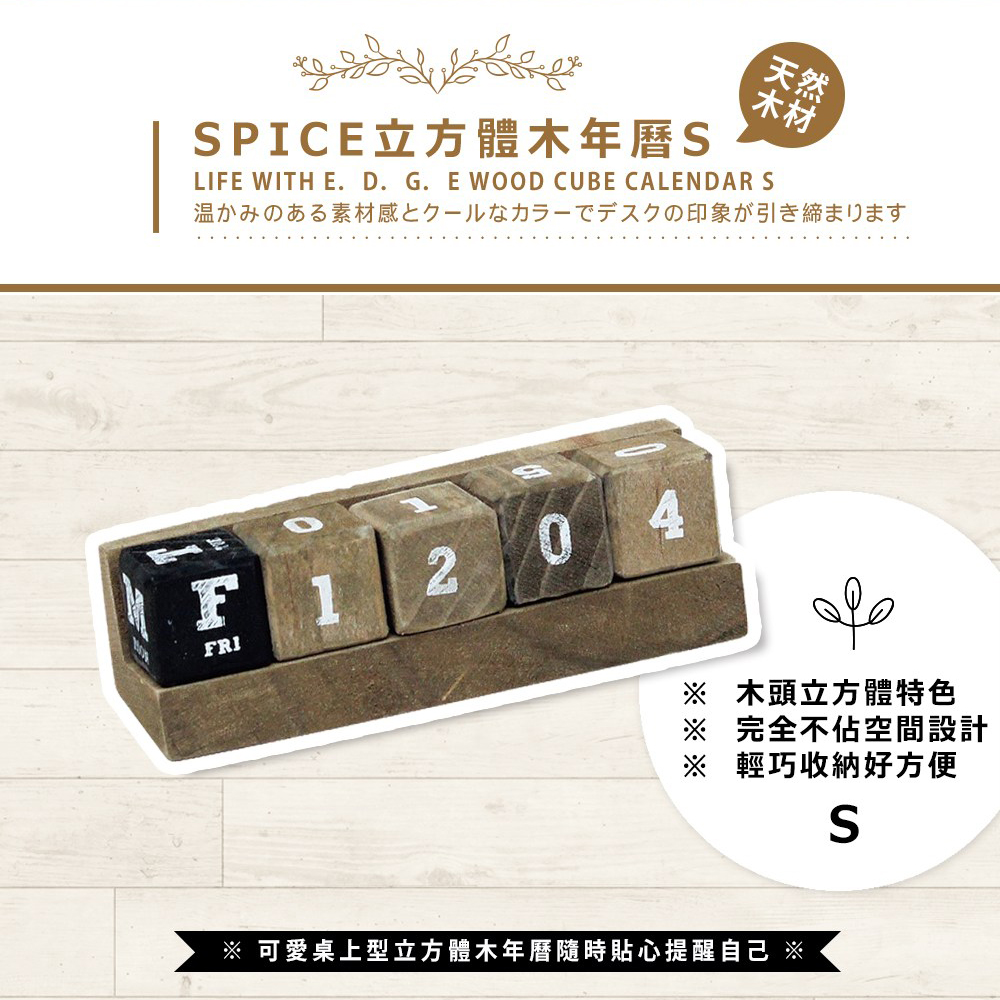 天然
木材
SPICE立方體木年曆S
LIFE WITH E. D. G. E WOOD CUBE CALENDAR S
温かみのある素材感とクールなカラーでデスクの印象が引き締まります
0 1 5 0
M F 1 2 0 4
FRI
※ 木頭立方體特色
※ 完全不佔空間設計
※ 輕巧收納好方便
S
※ 可愛桌上型立方體木年曆隨時貼心提醒自己 ※